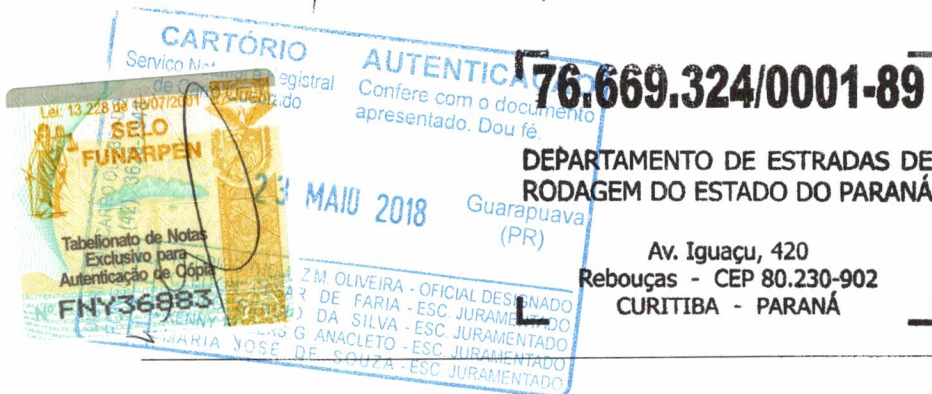 CARTÓRIO
Serviço
Registral
AUTENTICAÇÃO
Confere com o documento
apresentado. Dou fé.
23 MAIO 2018
Guarapuava
(PR)
Z.M. OLIVEIRA - OFICIAL DESIGNADO
DE FARIA - ESC. JURAMENTADO
DA SILVA - ESC. JURAMENTADO
G. ANACLETO - ESC. JURAMENTADO
MARIA JOSÉ DE SOUZA - ESC. JURAMENTADO
Lei: 13.228 de 18/07/2001
SELO
FUNARPEN
Tabelionato de Notas
Exclusivo para
Autenticação de Cópia
Nº
FNY36983
76.669.324/0001-89
DEPARTAMENTO DE ESTRADAS DE
RODAGEM DO ESTADO DO PARANÁ
Av. Iguaçu, 420
Rebouças - CEP 80.230-902
CURITIBA - PARANÁ